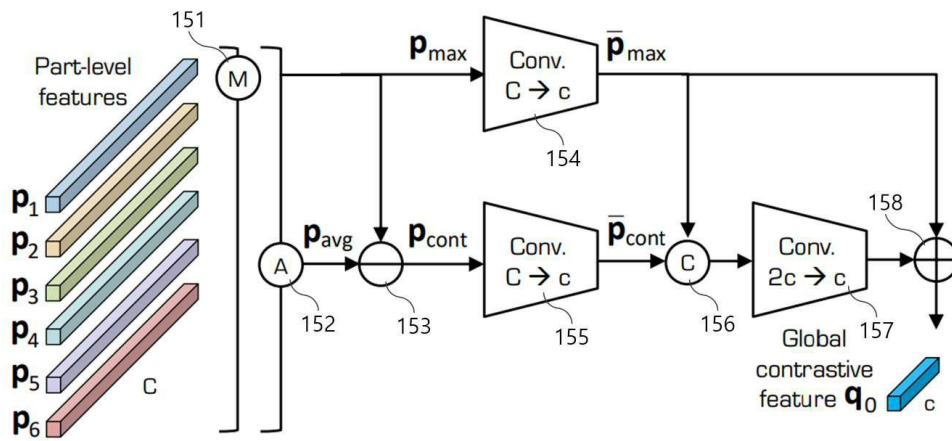 151
Part-level
features
M
p1
p2
p3
p4
p5
p6
C
A
152
pmax
Conv.
C → c
154
p̄max
pavg
153
pcont
Conv.
C → c
155
p̄cont
C
156
Conv.
2c → c
157
158
Global
contrastive
feature q0
c